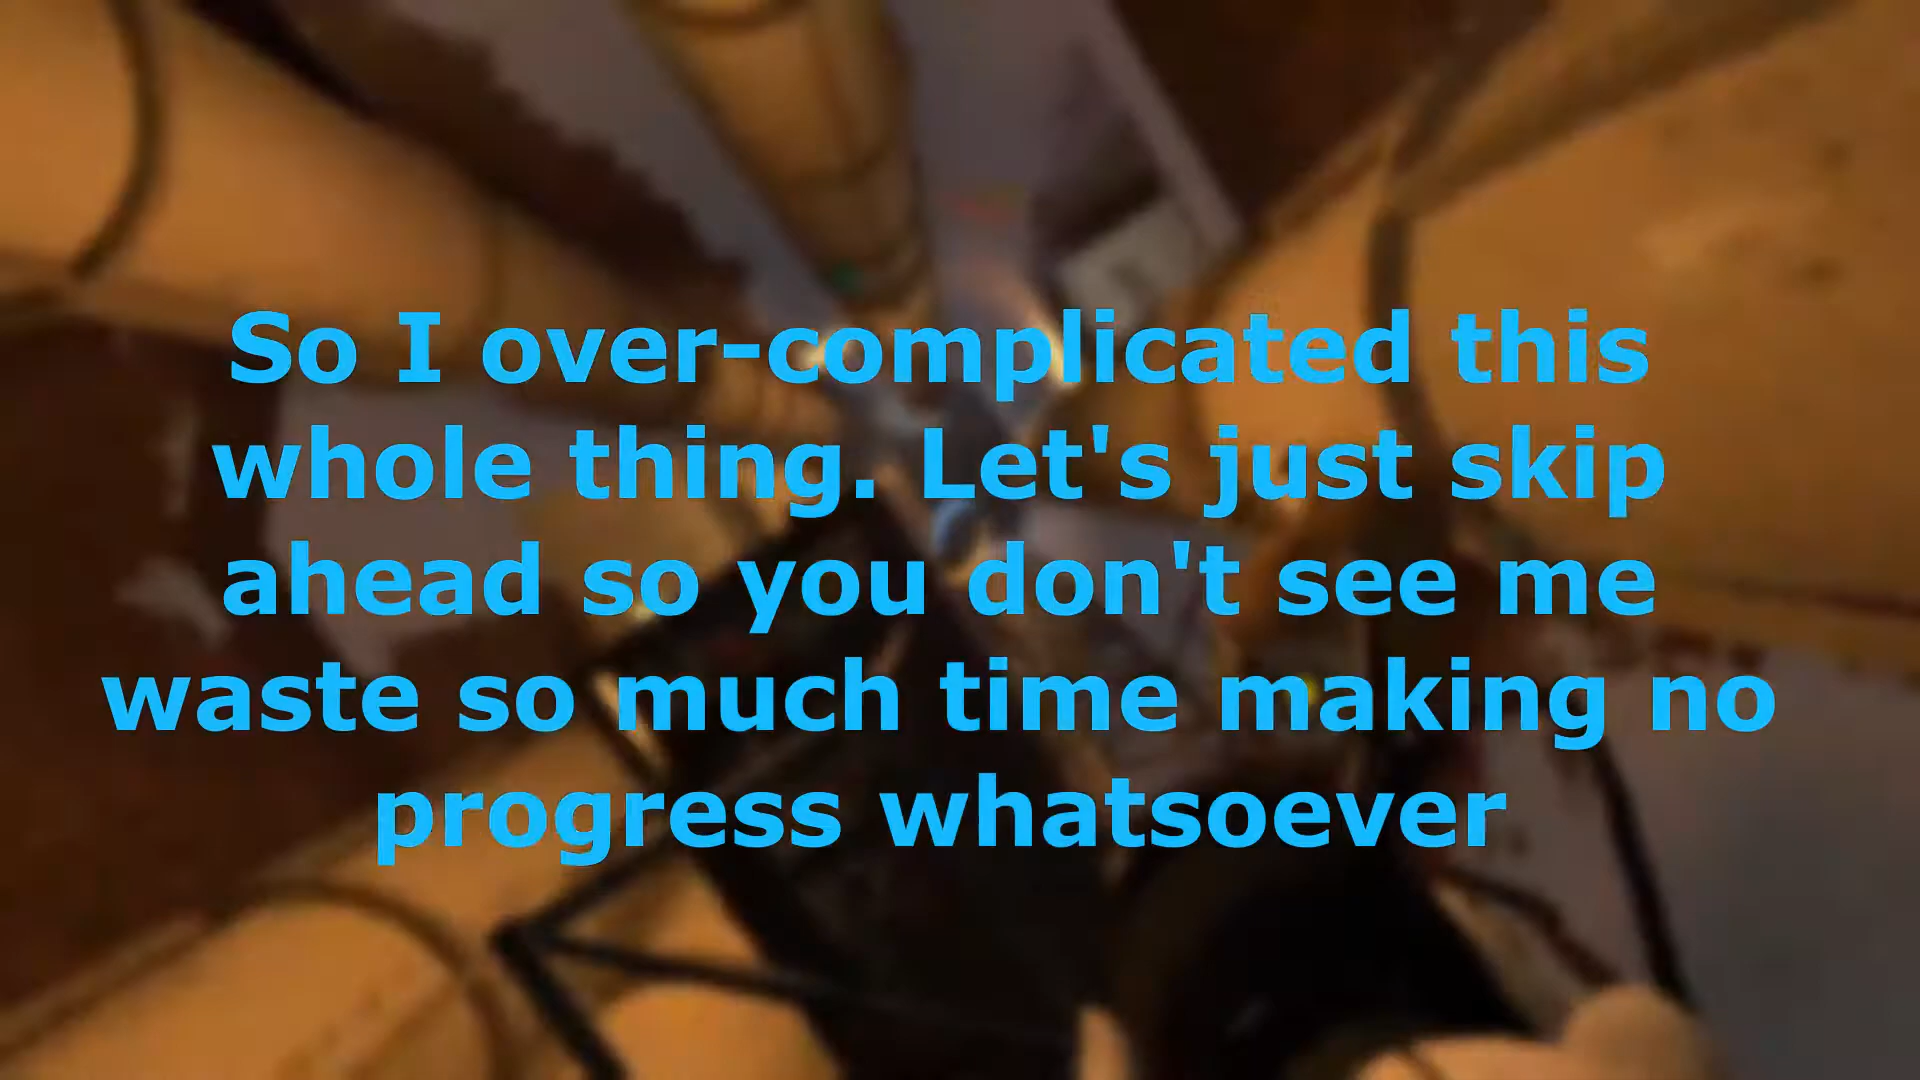 So I over-complicated this
whole thing. Let's just skip
ahead so you don't see me
waste so much time making no
progress whatsoever